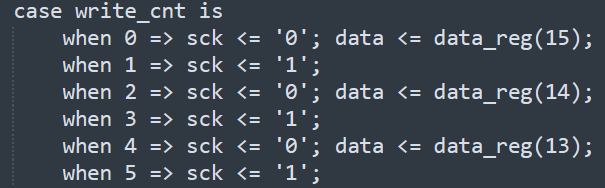 case write_cnt is
when 0 => sck <= '0'; data <= data_reg(15);
when 1 => sck <= '1';
when 2 => sck <= '0'; data <= data_reg(14);
when 3 => sck <= '1';
when 4 => sck <= '0'; data <= data_reg(13);
when 5 => sck <= '1';